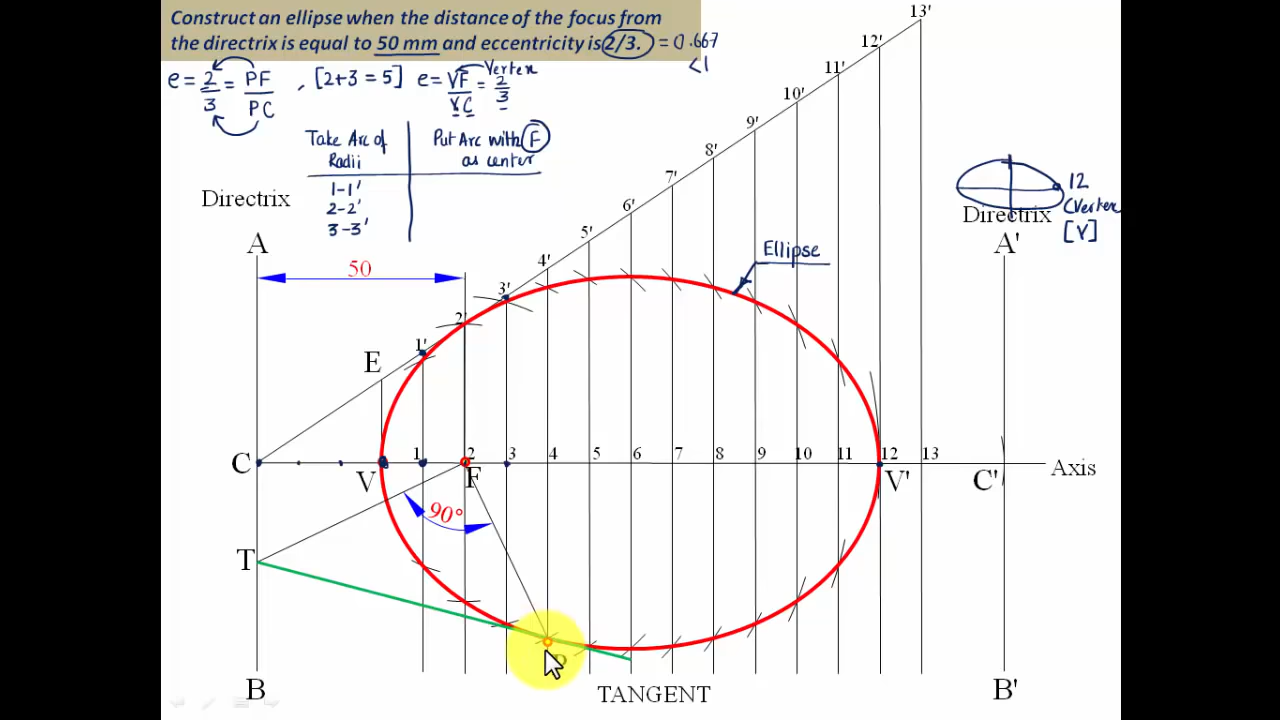 Construct an ellipse when the distance of the focus from
the directrix is equal to 50 mm and eccentricity is 2/3. = 0.667
<1
e = 2/3 = PF/PC , [2+3 = 5] e = VF/VC = 2/3
Vertex
Take Arc of Radii
Put Arc with F as center
1-1'
2-2'
3-3'
Directrix
A
50
12
(Vertex
[V]
Directrix
A'
Ellipse
13'
12'
11'
10'
9'
8'
7'
6'
5'
4'
3'
2'
1'
E
C
V
1
2
3
4
5
6
7
8
9
10
11
12
13
F
V'
C'
Axis
90°
T
P
B
TANGENT
B'